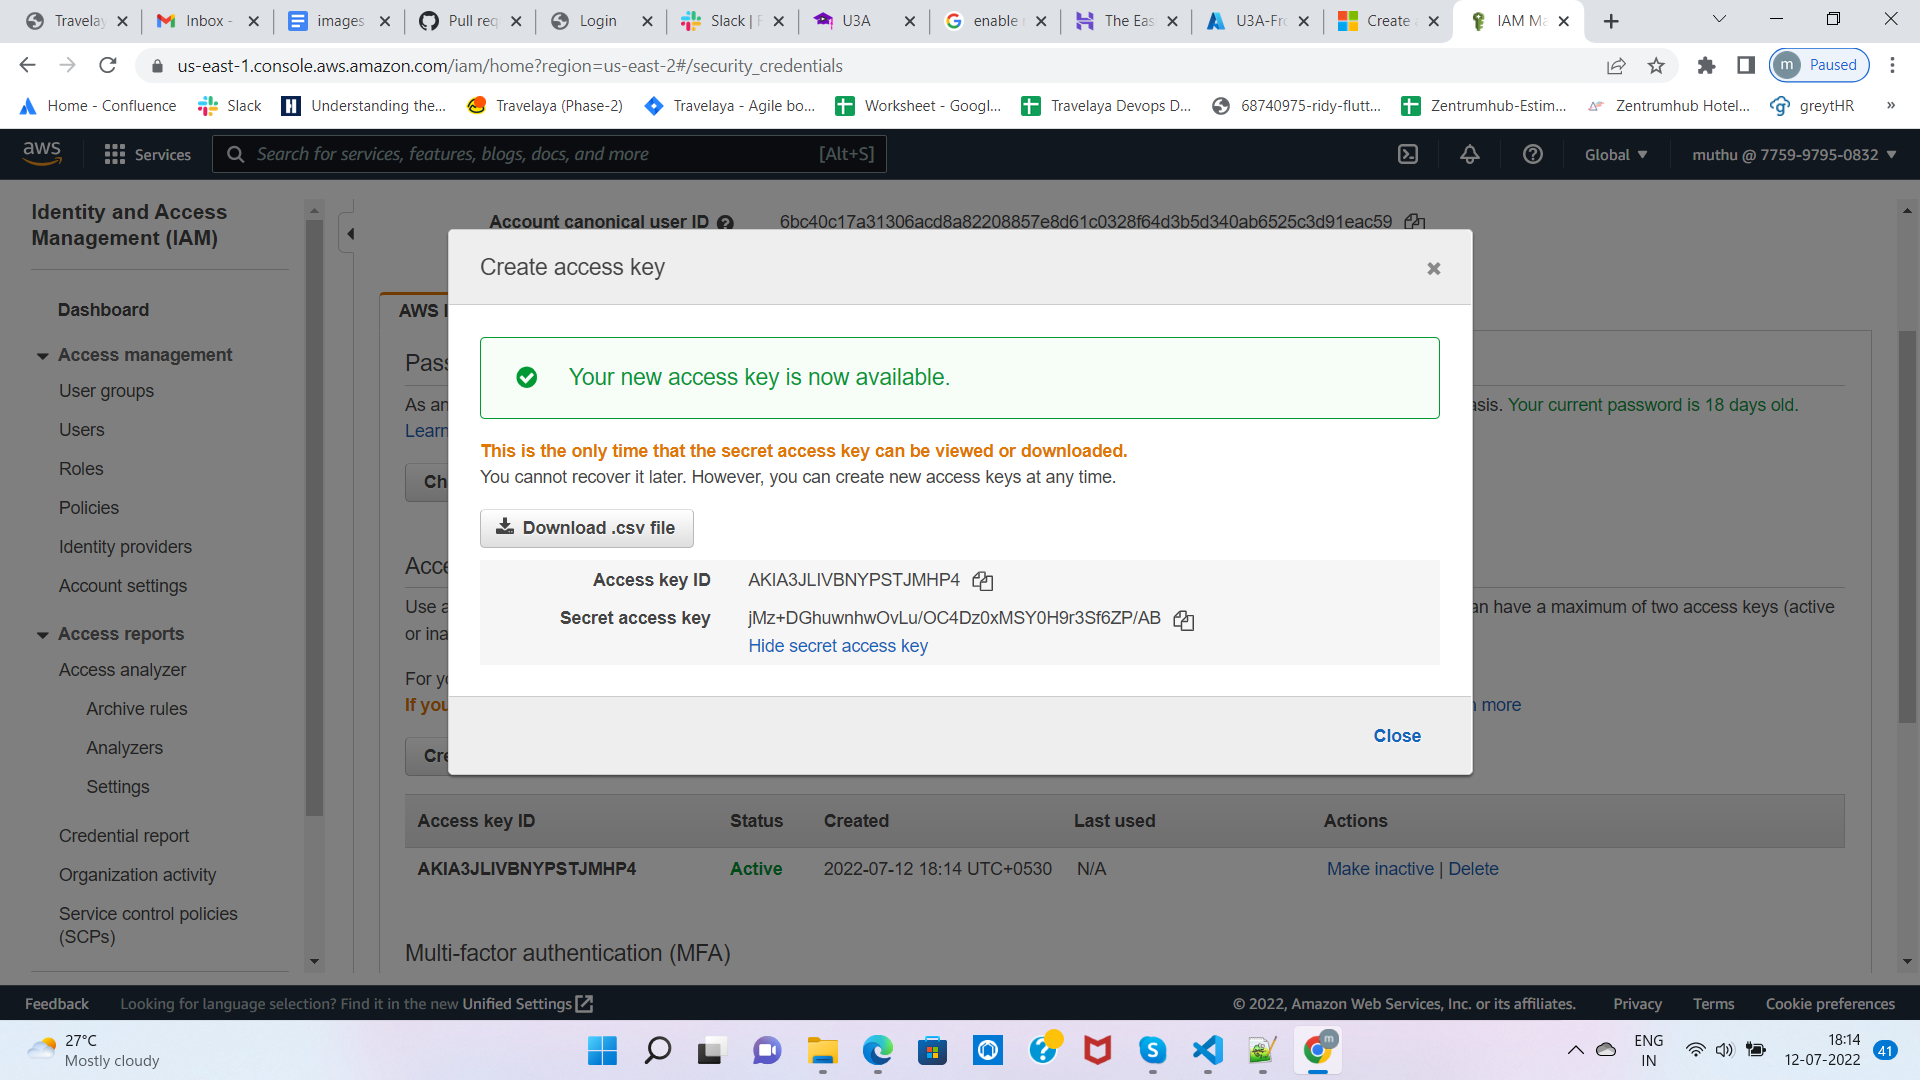 Travelay
Inbox -
images
Pull req
Login
Slack | F
U3A
enable
The Eas
U3A-Fro
Create
IAM Ma
us-east-1.console.aws.amazon.com/iam/home?region=us-east-2#/security_credentials
m Paused
Home - Confluence
Slack
Understanding the...
Travelaya (Phase-2)
Travelaya - Agile bo...
Worksheet - Googl...
Travelaya Devops D...
68740975-ridy-flutt...
Zentrumhub-Estim...
Zentrumhub Hotel...
greytHR
»
aws
Services
Search for services, features, blogs, docs, and more [Alt+S]
Global
muthu @ 7759-9795-0832
Identity and Access
Management (IAM)
Dashboard
Access management
User groups
Users
Roles
Policies
Identity providers
Account settings
Access reports
Access analyzer
Archive rules
Analyzers
Settings
Credential report
Organization activity
Service control policies
(SCPs)
Account canonical user ID
6bc40c17a31306acd8a82208857e8d61c0328f64d3b5d340ab6525c3d91eac59
AWS I
Pass
As an
asis. Your current password is 18 days old.
Learn
Ch
Acce
Use a
an have a maximum of two access keys (active
or ina
For yo
If you
more
Cre
Create access key
Your new access key is now available.
This is the only time that the secret access key can be viewed or downloaded.
You cannot recover it later. However, you can create new access keys at any time.
Download .csv file
Access key ID AKIA3JLIVBNYPSTJMHP4
Secret access key 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
Hide secret access key
Close
Access key ID Status Created Last used Actions
AKIA3JLIVBNYPSTJMHP4 Active 2022-07-12 18:14 UTC+0530 N/A Make inactive | Delete
Multi-factor authentication (MFA)
Feedback
Looking for language selection? Find it in the new Unified Settings
© 2022, Amazon Web Services, Inc. or its affiliates.
Privacy
Terms
Cookie preferences
27°C
Mostly cloudy
ENG
IN
18:14
12-07-2022
41